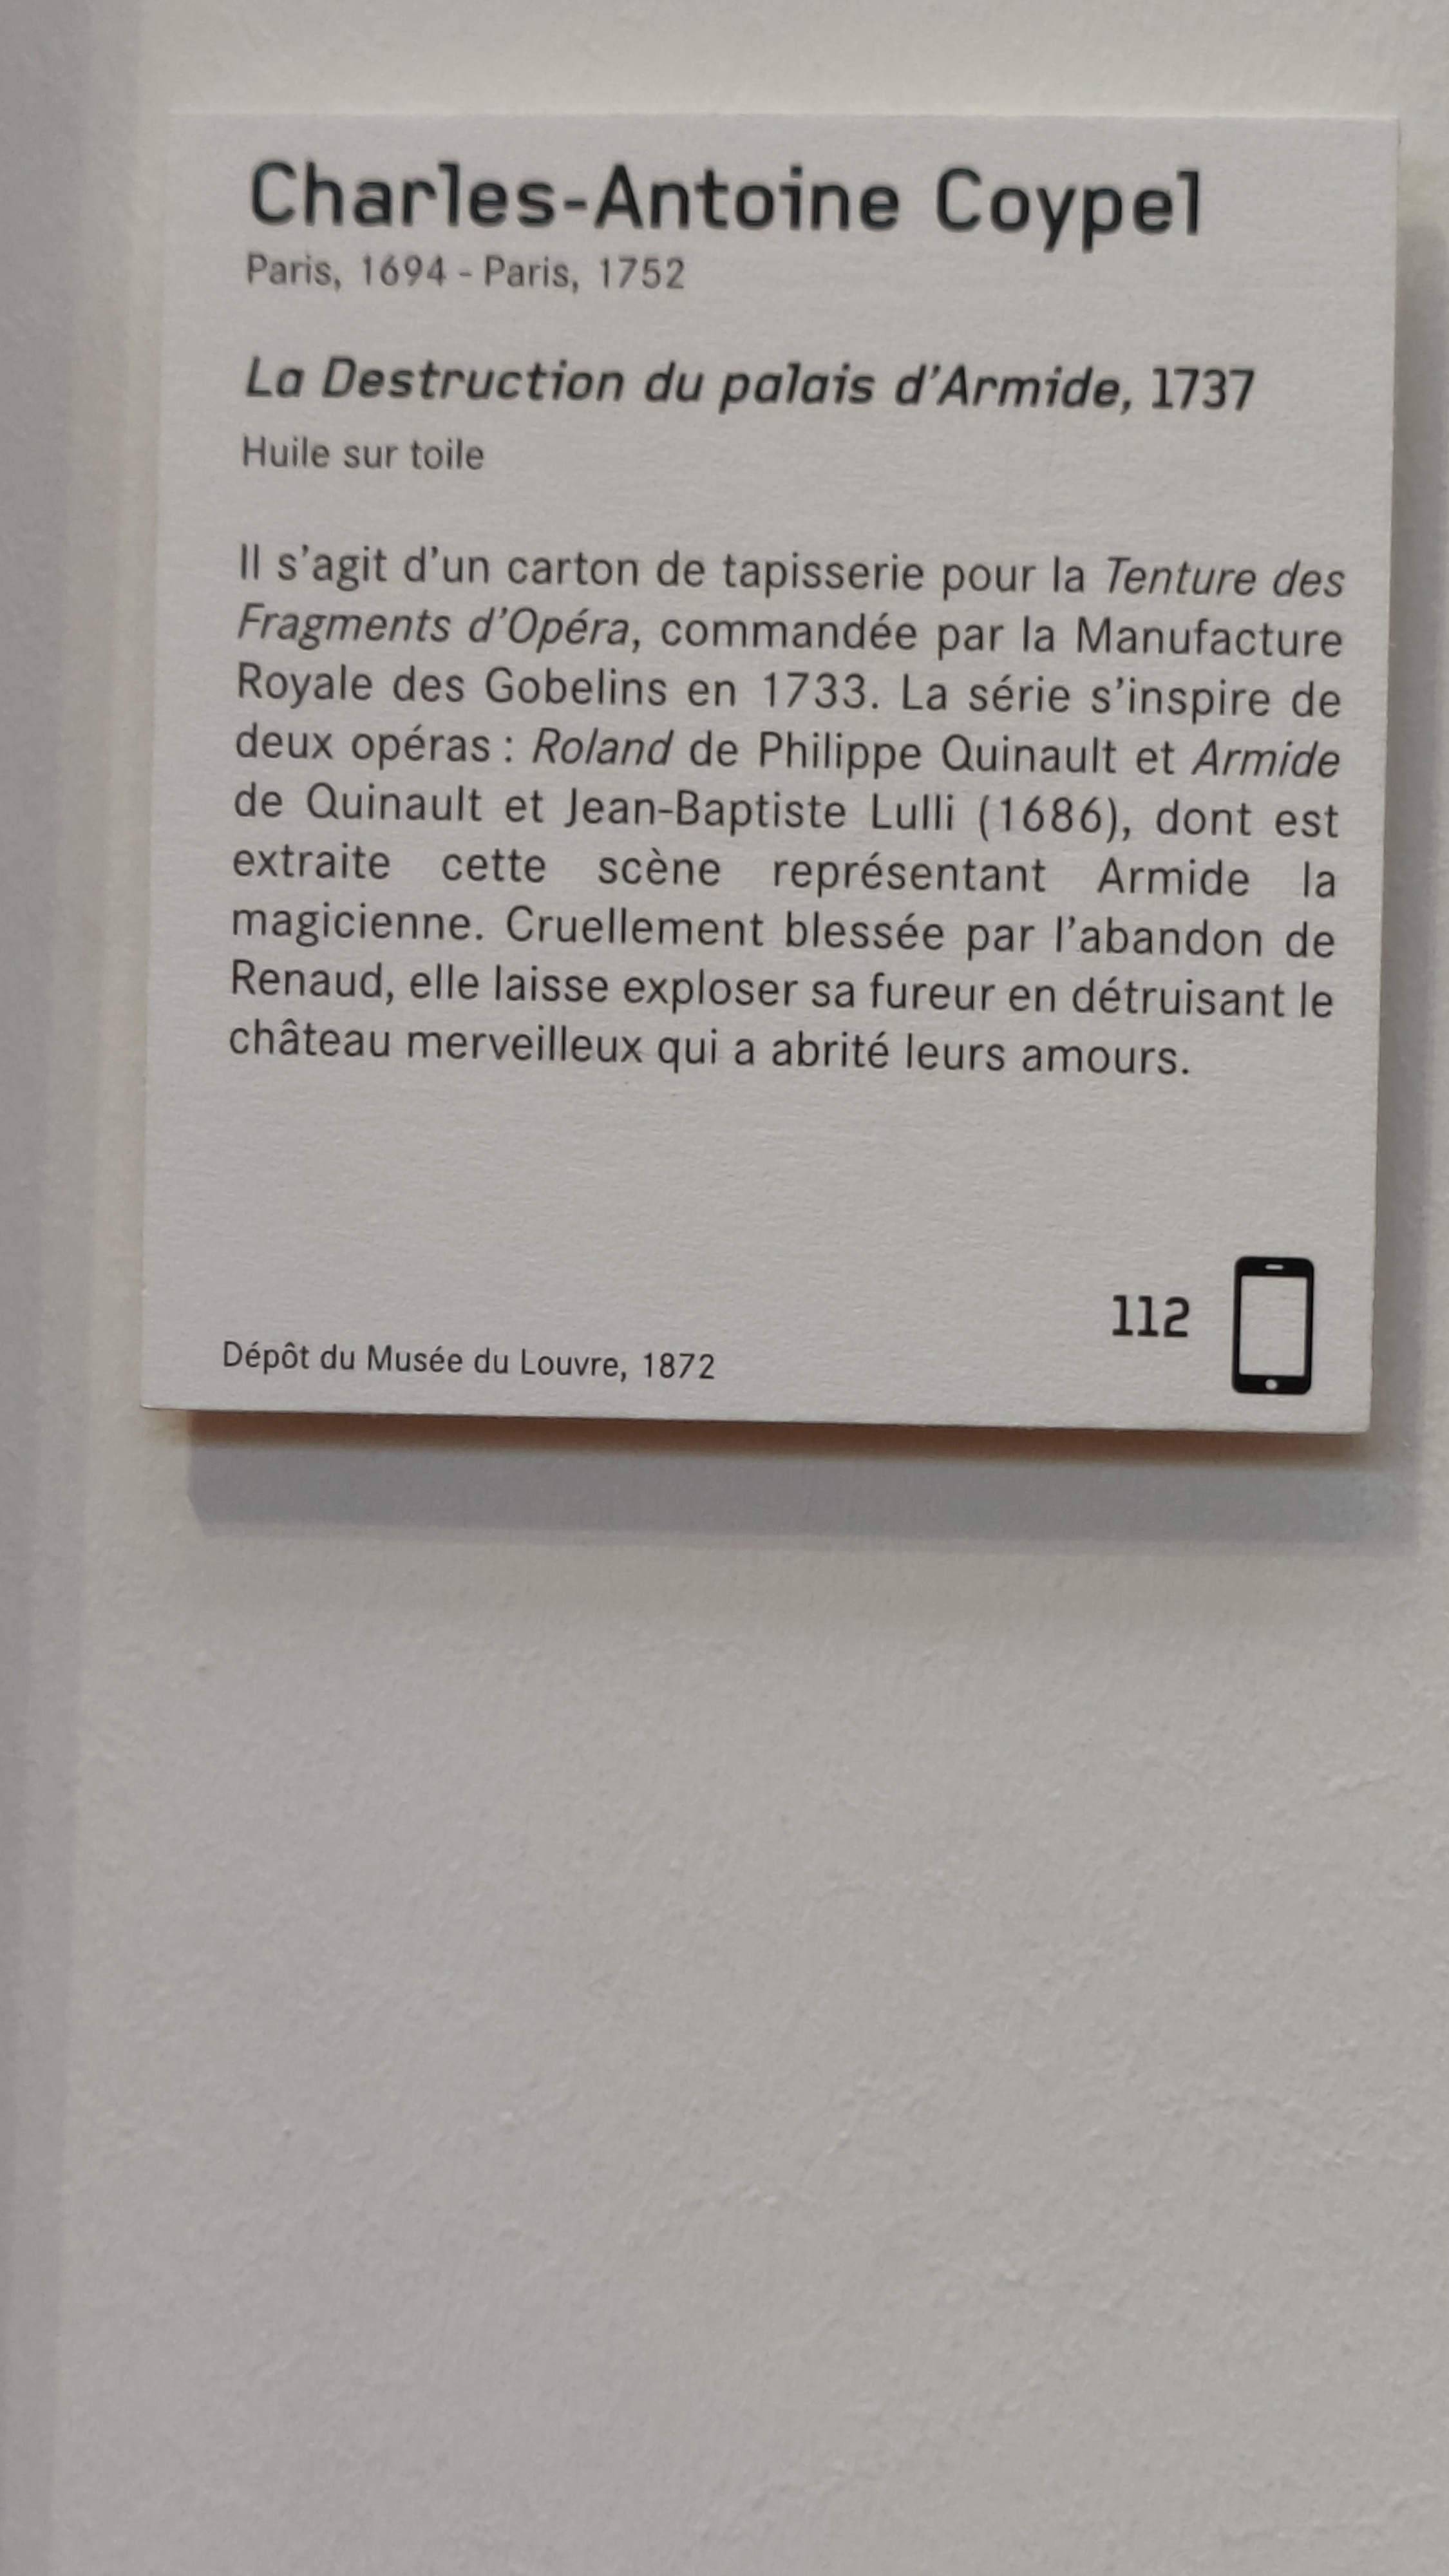 Charles-Antoine Coypel
Paris, 1694 - Paris, 1752
La Destruction du palais d'Armide, 1737
Huile sur toile
Il s'agit d'un carton de tapisserie pour la Tenture des
Fragments d'Opéra, commandée par la Manufacture
Royale des Gobelins en 1733. La série s'inspire de
deux opéras : Roland de Philippe Quinault et Armide
de Quinault et Jean-Baptiste Lulli (1686), dont est
extraite cette scène représentant Armide la
magicienne. Cruellement blessée par l'abandon de
Renaud, elle laisse exploser sa fureur en détruisant le
château merveilleux qui a abrité leurs amours.
112
Dépôt du Musée du Louvre, 1872